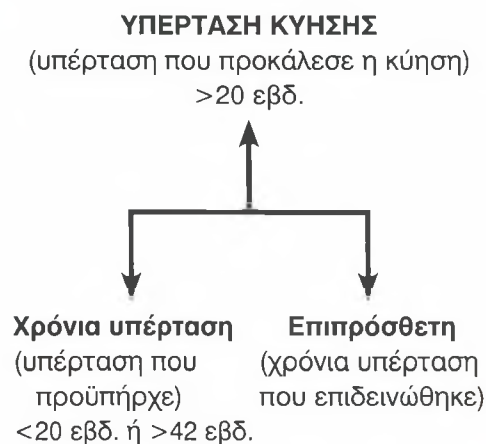 ΥΠΕΡΤΑΣΗ ΚΥΗΣΗΣ
(υπέρταση που προκάλεσε η κύηση)
>20 εβδ.
Χρόνια υπέρταση
(υπέρταση που
προϋπήρχε)
<20 εβδ. ή >42 εβδ.
Επιπρόσθετη
(χρόνια υπέρταση
που επιδεινώθηκε)